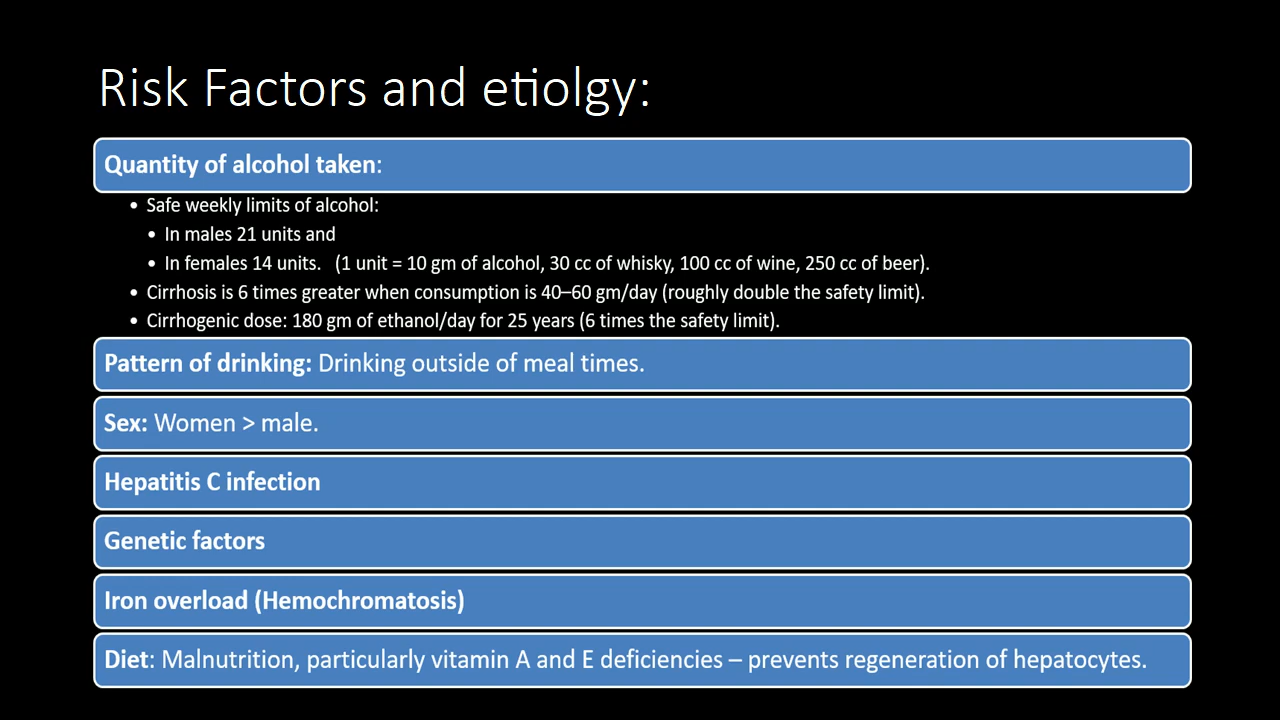 Risk Factors and etiolgy:
Quantity of alcohol taken:
• Safe weekly limits of alcohol:
• In males 21 units and
• In females 14 units. (1 unit = 10 gm of alcohol, 30 cc of whisky, 100 cc of wine, 250 cc of beer).
• Cirrhosis is 6 times greater when consumption is 40–60 gm/day (roughly double the safety limit).
• Cirrhogenic dose: 180 gm of ethanol/day for 25 years (6 times the safety limit).
Pattern of drinking: Drinking outside of meal times.
Sex: Women > male.
Hepatitis C infection
Genetic factors
Iron overload (Hemochromatosis)
Diet: Malnutrition, particularly vitamin A and E deficiencies – prevents regeneration of hepatocytes.